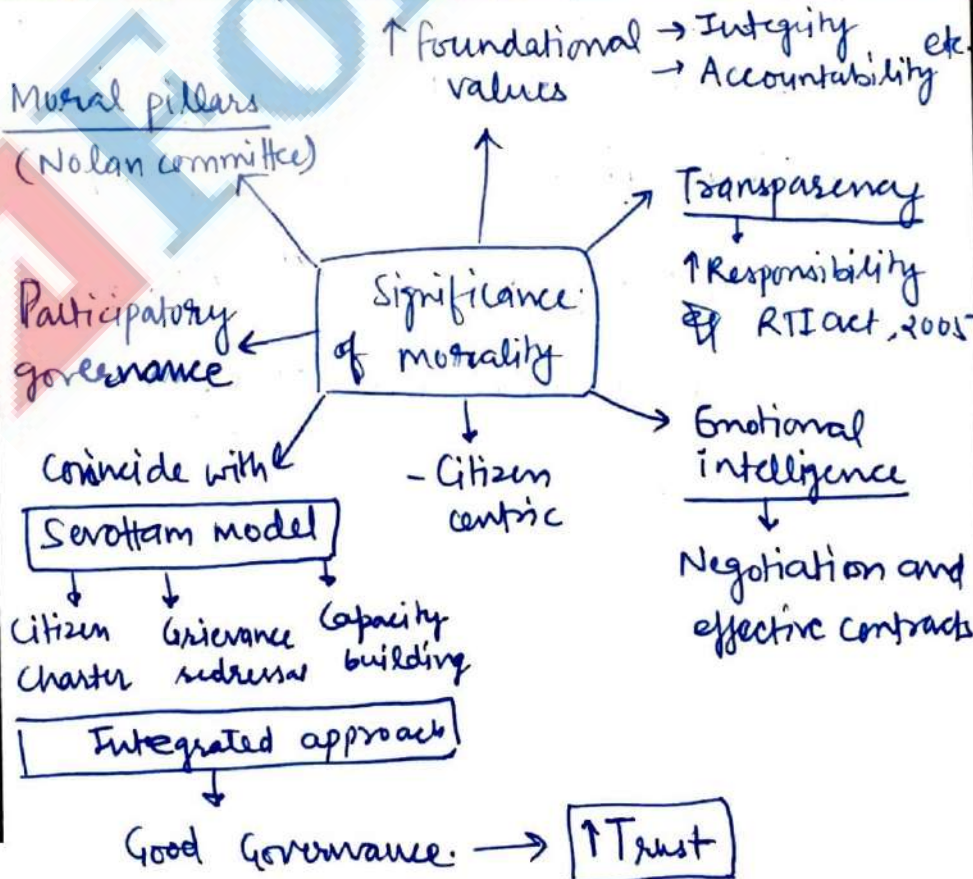 ↑ foundational → Integrity etc
values → Accountability
Moral pillars
(Nolan committee)
Transparency
↑ Responsibility
RTI act, 2005
Significance
of morality
Participatory
governance
Emotional
intelligence
Negotiation and
effective contracts
- Citizen
centric
Conincide with
Sevottam model
Citizen
Charter
Grievance
redressal
Capacity
building
Integrated approach
Good Governance. → ↑ Trust